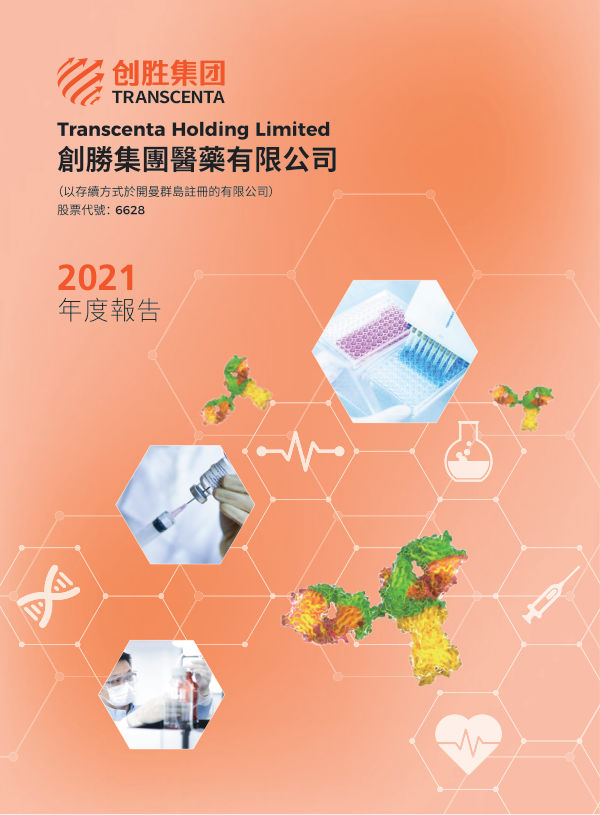 创胜集团
TRANSCENTA
Transcenta Holding Limited
創勝集團醫藥有限公司
（以存續方式於開曼群島註冊的有限公司）
股票代號：6628
2021
年度報告